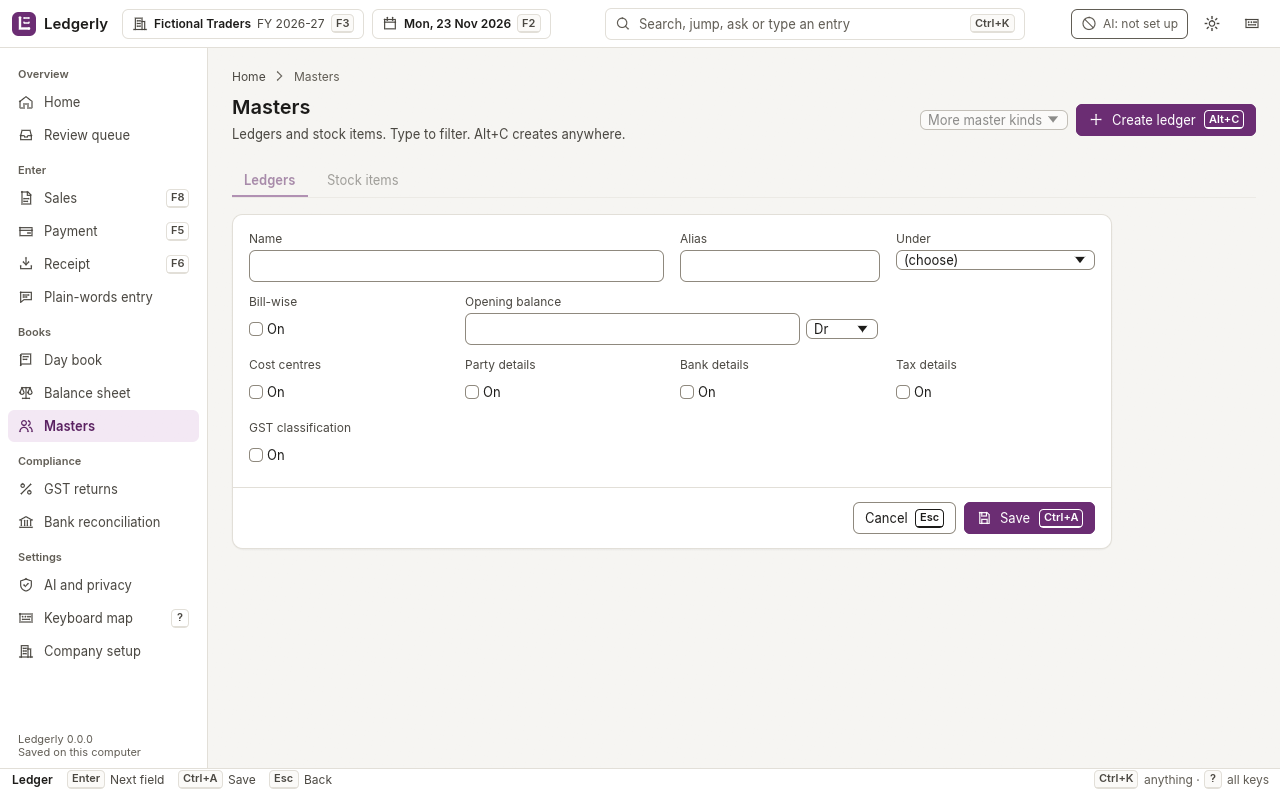 Ledgerly
Fictional Traders FY 2026-27 F3
Mon, 23 Nov 2026 F2
Search, jump, ask or type an entry Ctrl+K
AI: not set up
Overview
Home
Review queue
Enter
Sales F8
Payment F5
Receipt F6
Plain-words entry
Books
Day book
Balance sheet
Masters
Compliance
GST returns
Bank reconciliation
Settings
AI and privacy
Keyboard map ?
Company setup
Ledgerly 0.0.0
Saved on this computer
Home Masters
Masters
Ledgers and stock items. Type to filter. Alt+C creates anywhere.
More master kinds
Create ledger Alt+C
Ledgers Stock items
Name Alias Under
(choose)
Bill-wise Opening balance
On Dr
Cost centres Party details Bank details Tax details
On On On On
GST classification
On
Cancel Esc Save Ctrl+A
Ledger Enter Next field Ctrl+A Save Esc Back
Ctrl+K anything · ? all keys